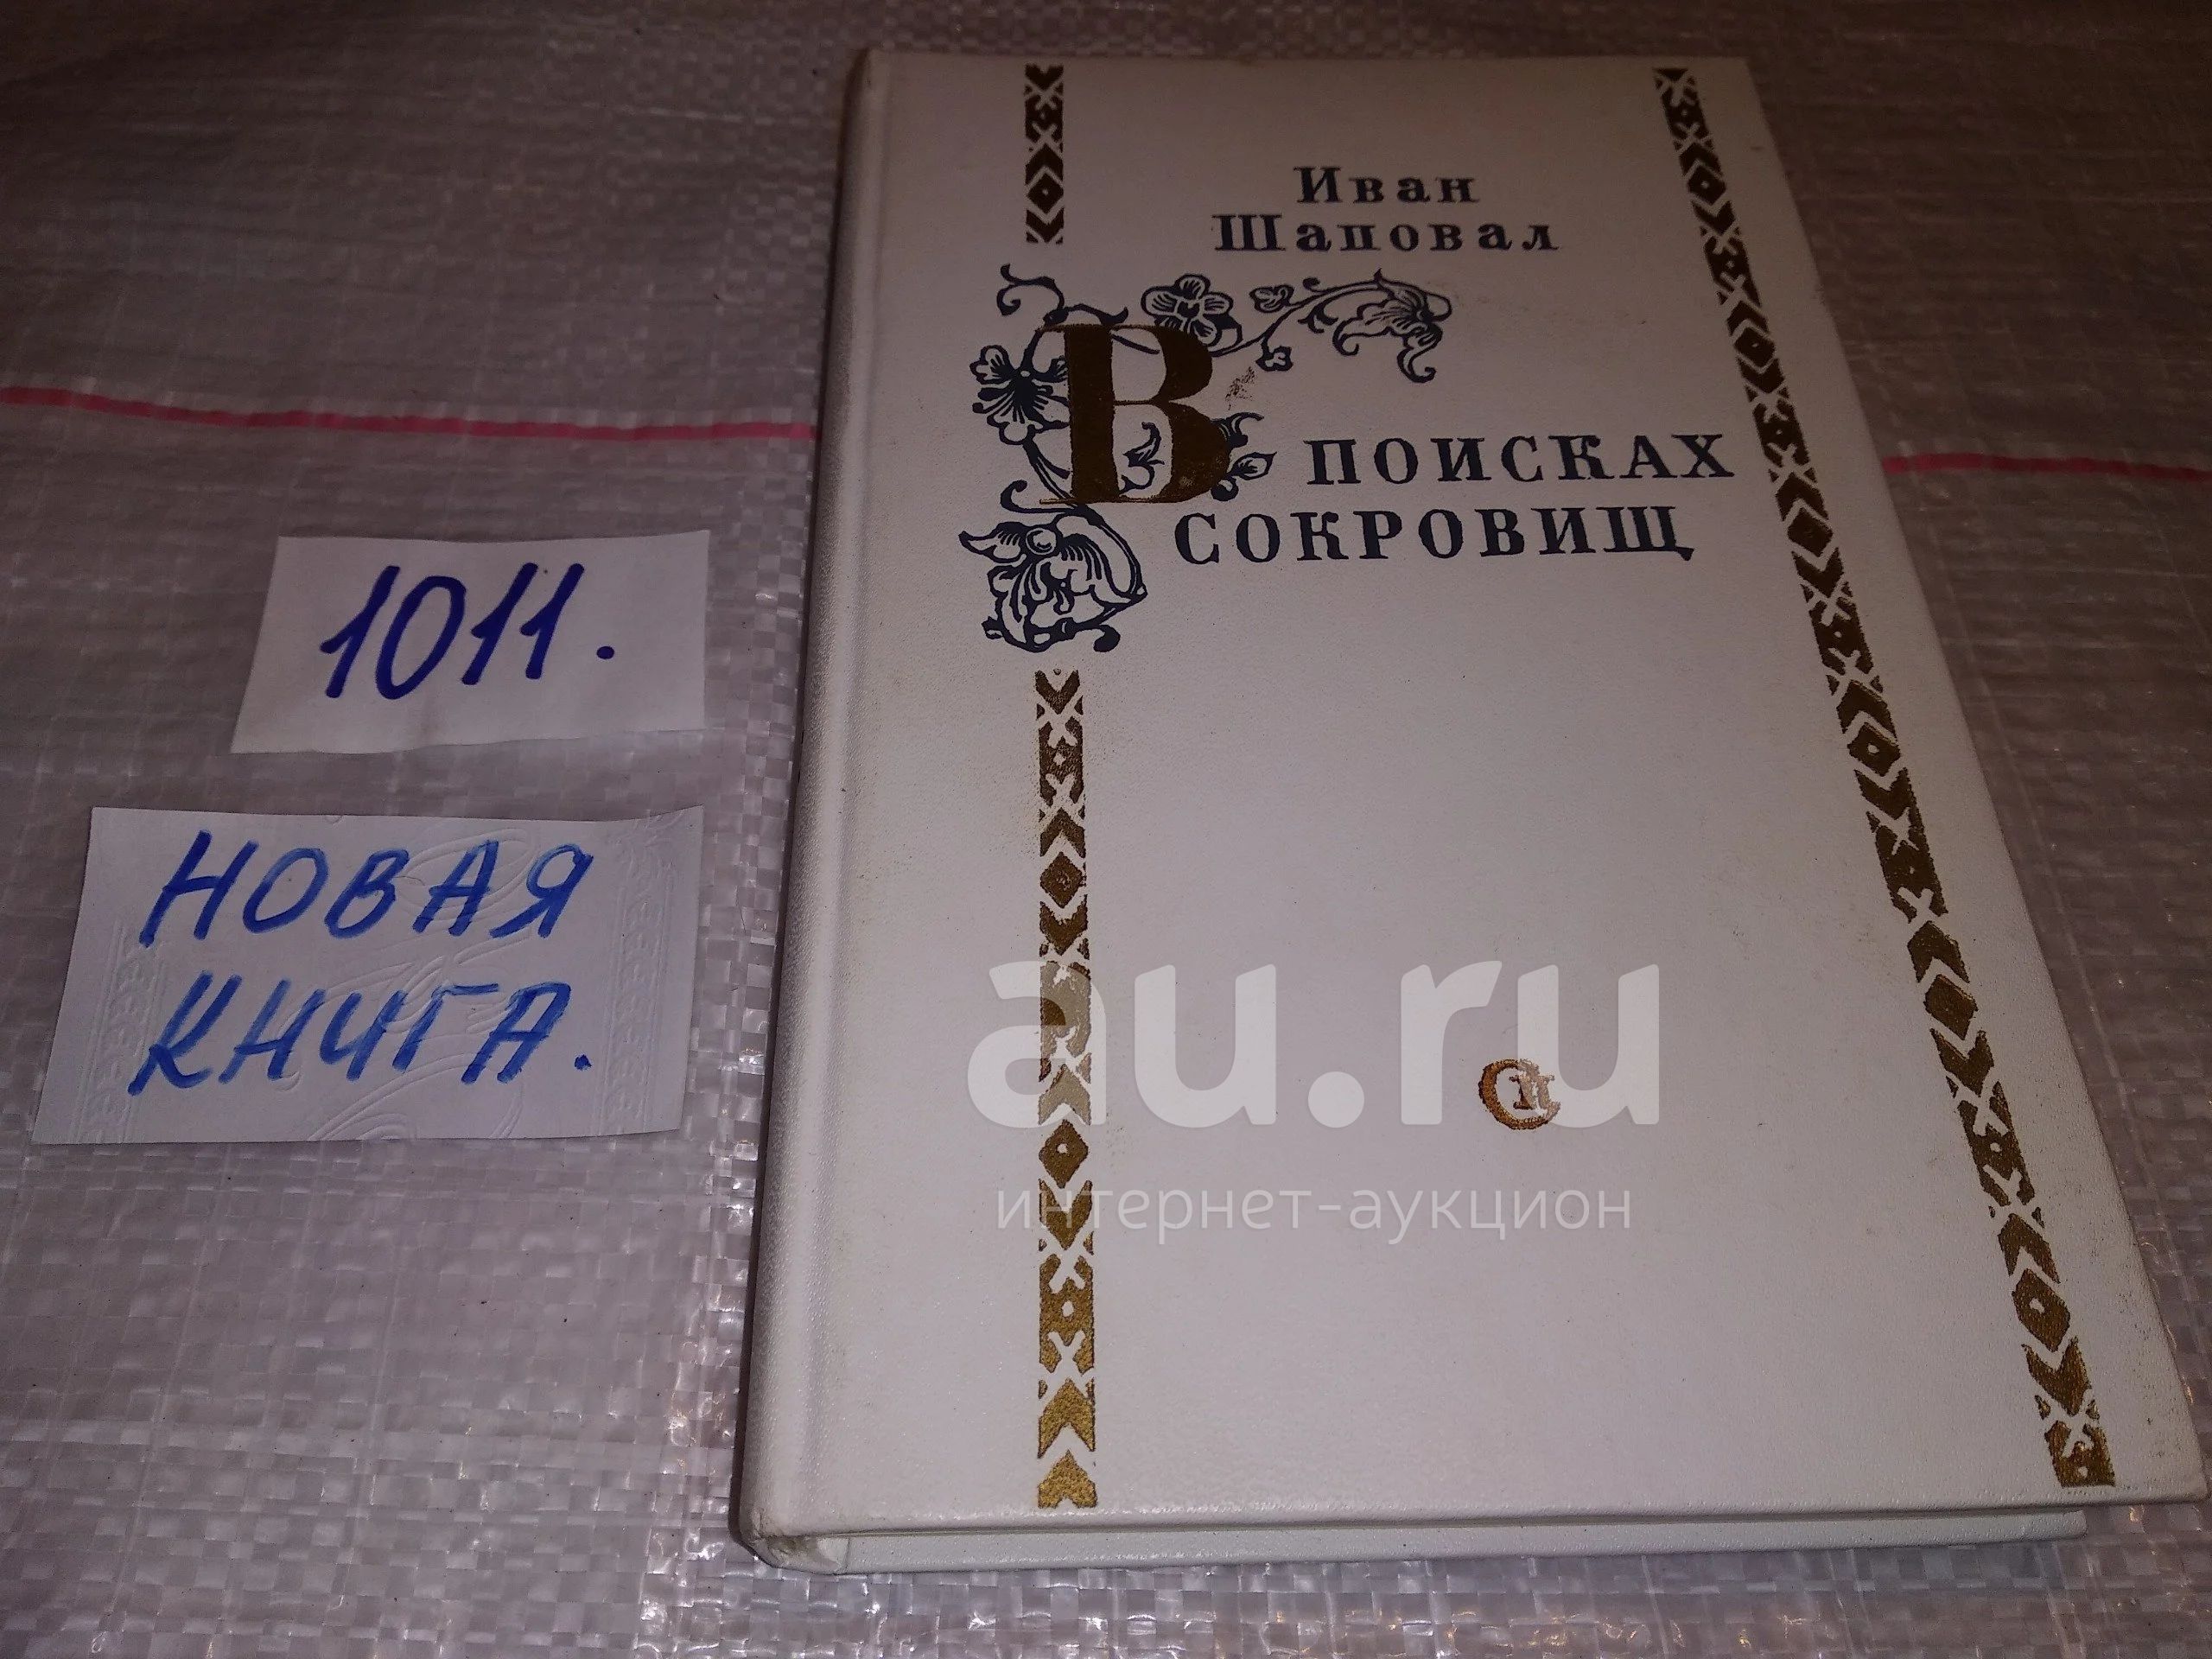 Иван
Шаповал
В ПОИСКАХ
СОКРОВИЩ
1011.
НОВАЯ
КНИГА.
au.ru
интернет-аукцион